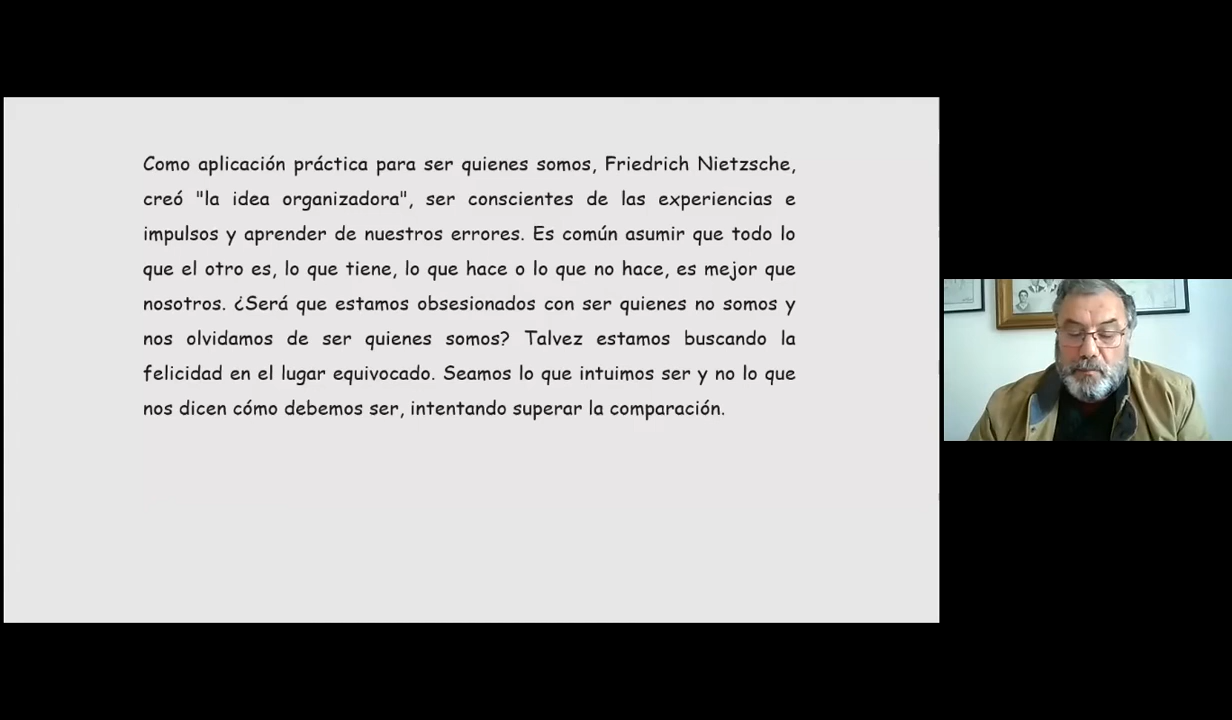 Como aplicación práctica para ser quienes somos, Friedrich Nietzsche,
creó "la idea organizadora", ser conscientes de las experiencias e
impulsos y aprender de nuestros errores. Es común asumir que todo lo
que el otro es, lo que tiene, lo que hace o lo que no hace, es mejor que
nosotros. ¿Será que estamos obsesionados con ser quienes no somos y
nos olvidamos de ser quienes somos? Talvez estamos buscando la
felicidad en el lugar equivocado. Seamos lo que intuimos ser y no lo que
nos dicen cómo debemos ser, intentando superar la comparación.